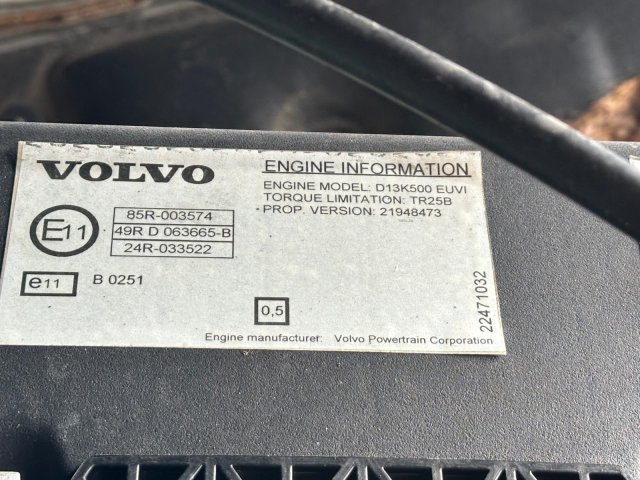 VOLVO
E11
85R-003574
49R D 063665-B
24R-033522
e11
B 0251
ENGINE INFORMATION
ENGINE MODEL: D13K500 EUVI
TORQUE LIMITATION: TR25B
PROP. VERSION: 21948473
0,5
Engine manufacturer: Volvo Powertrain Corporation
22471032